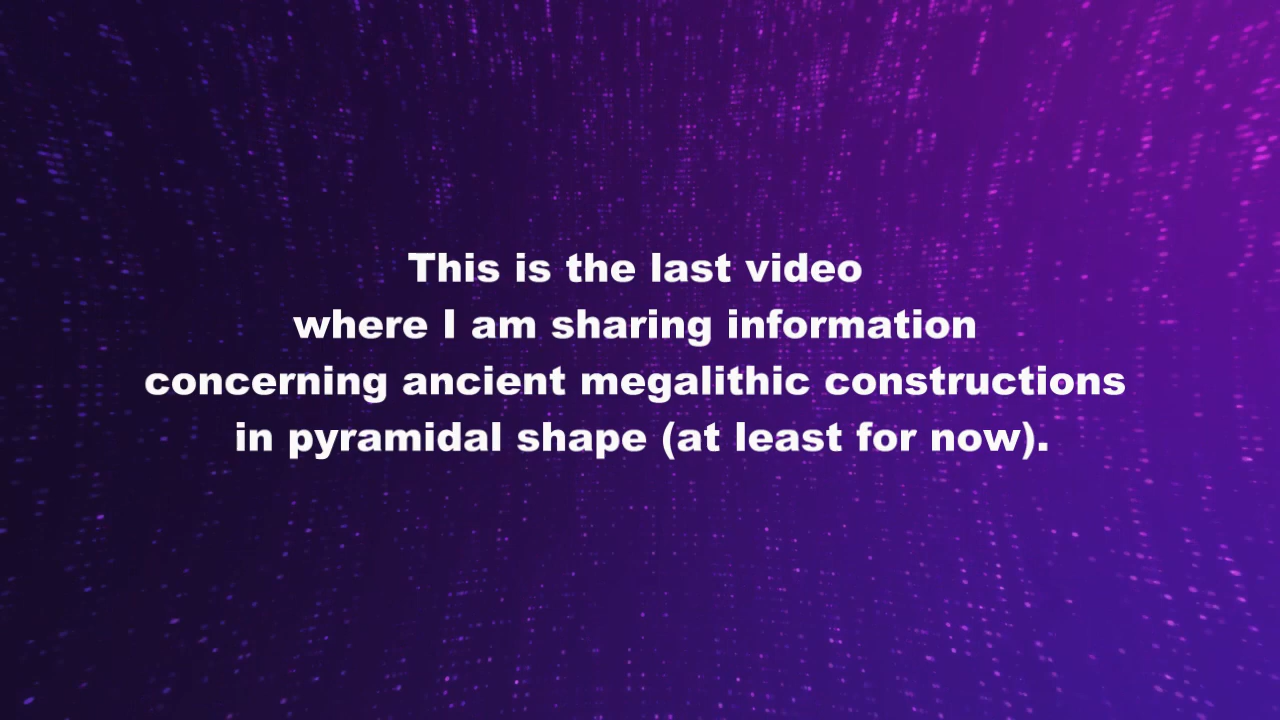 This is the last video
where I am sharing information
concerning ancient megalithic constructions
in pyramidal shape (at least for now).